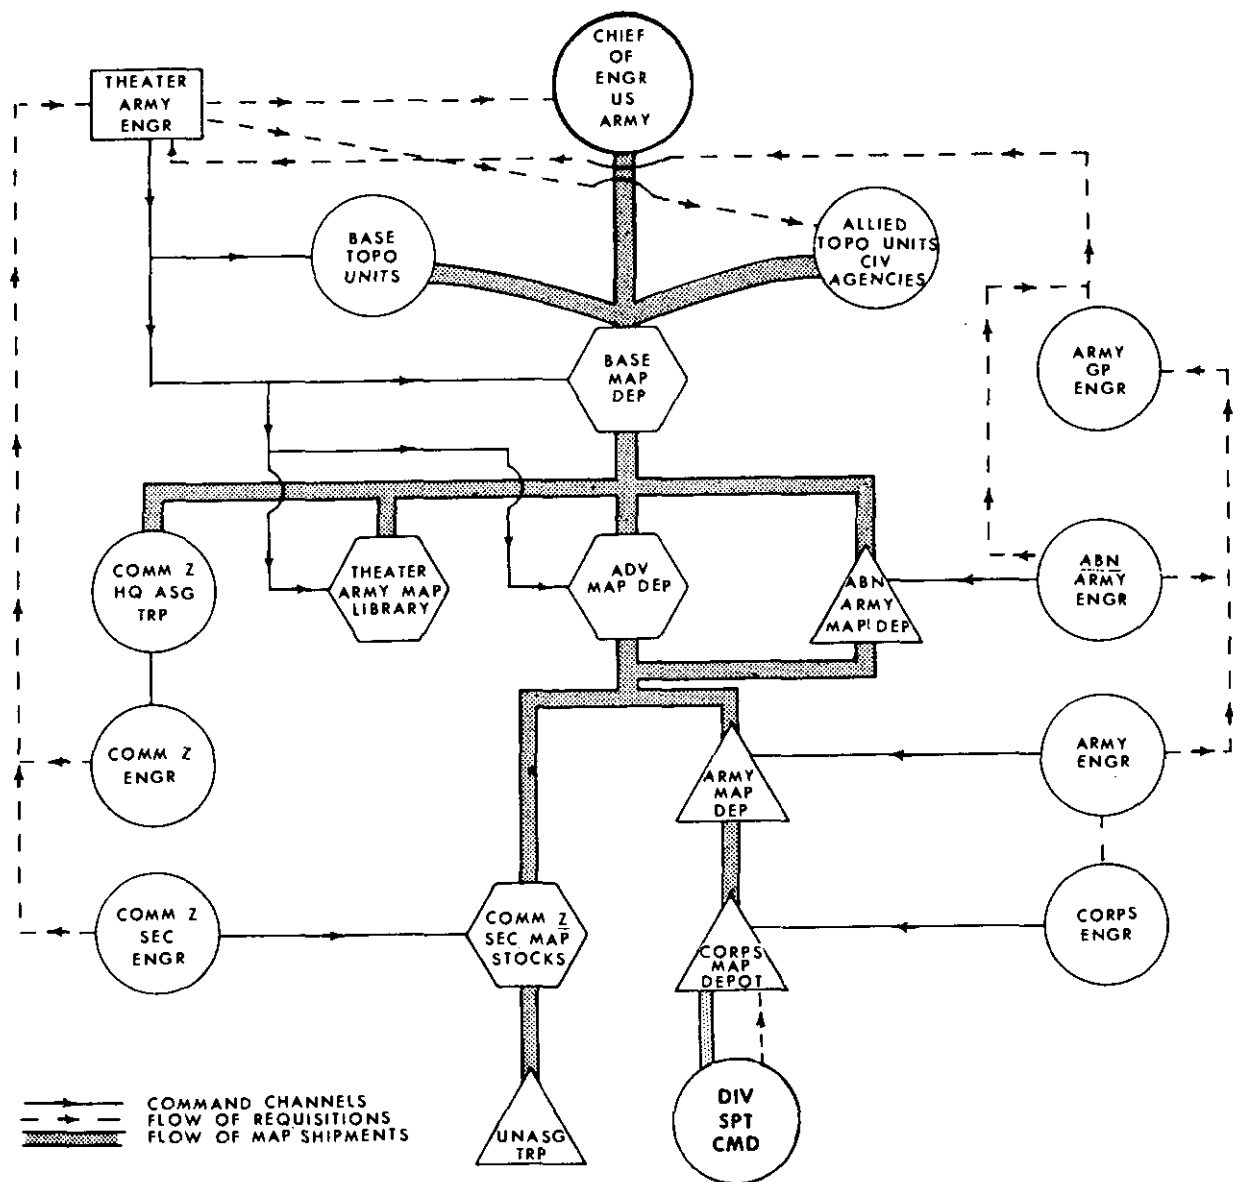 CHIEF
OF
ENGR
US
ARMY
THEATER
ARMY
ENGR
BASE
TOPO
UNITS
ALLIED
TOPO UNITS
CIV
AGENCIES
BASE
MAP
DEP
ARMY
GP
ENGR
COMM Z
HQ ASG
TRP
THEATER
ARMY MAP
LIBRARY
ADV
MAP DEP
ABN
ARMY
MAP DEP
ABN
ARMY
ENGR
COMM Z
ENGR
ARMY
MAP
DEP
ARMY
ENGR
COMM Z
SEC
ENGR
COMM Z
SEC MAP
STOCKS
CORPS
MAP
DEPOT
CORPS
ENGR
UNASG
TRP
DIV
SPT
CMD
COMMAND CHANNELS
FLOW OF REQUISITIONS
FLOW OF MAP SHIPMENTS